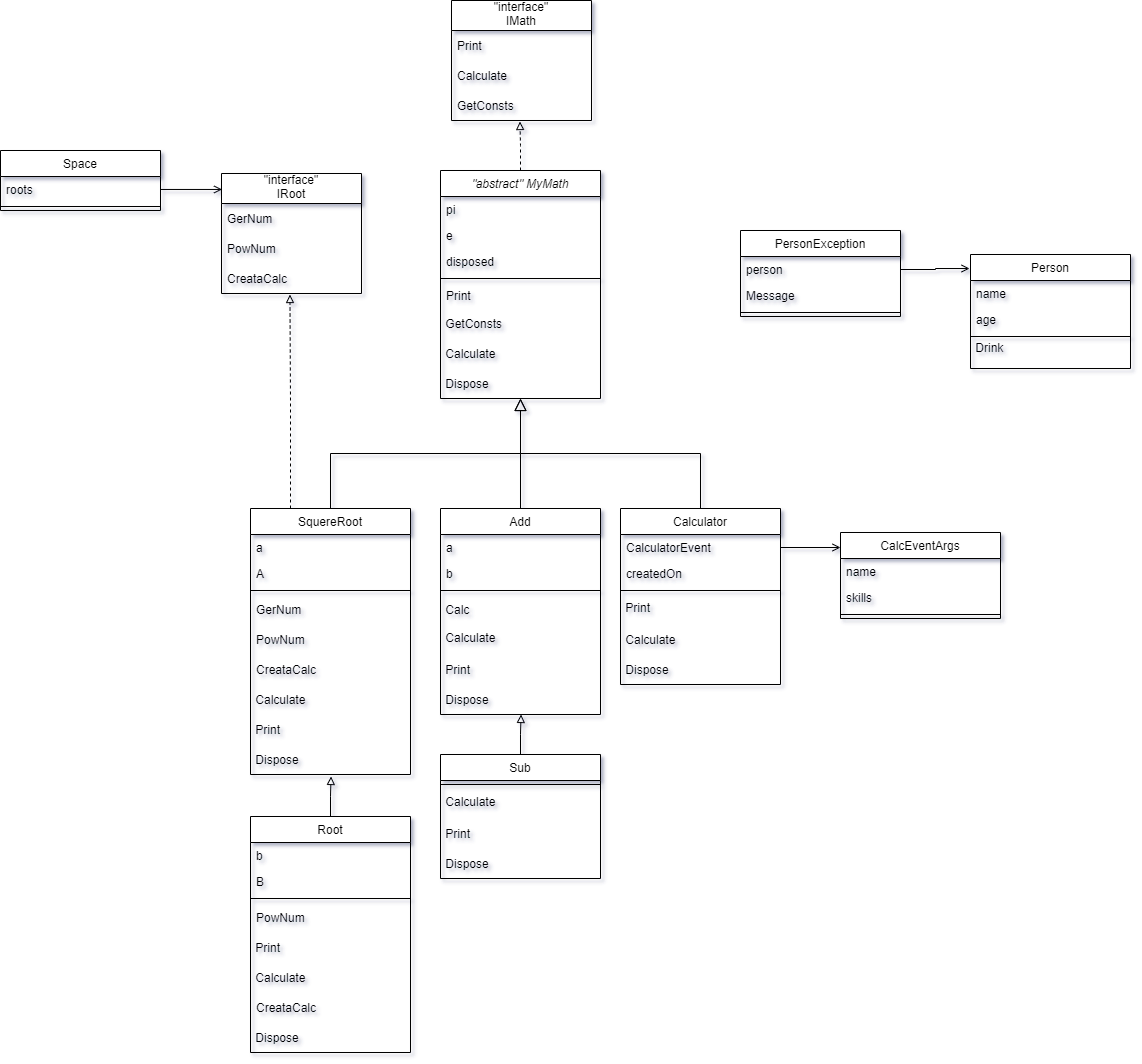 "interface"
IMath
Print
Calculate
GetConsts
Space
roots
"interface"
IRoot
GerNum
PowNum
CreataCalc
"abstract" MyMath
pi
e
disposed
Print
GetConsts
Calculate
Dispose
PersonException
person
Message
Person
name
age
Drink
SquereRoot
a
A
GerNum
PowNum
CreataCalc
Calculate
Print
Dispose
Add
a
b
Calc
Calculate
Print
Dispose
Calculator
CalculatorEvent
createdOn
Print
Calculate
Dispose
CalcEventArgs
name
skills
Root
b
B
PowNum
Print
Calculate
CreataCalc
Dispose
Sub
Calculate
Print
Dispose